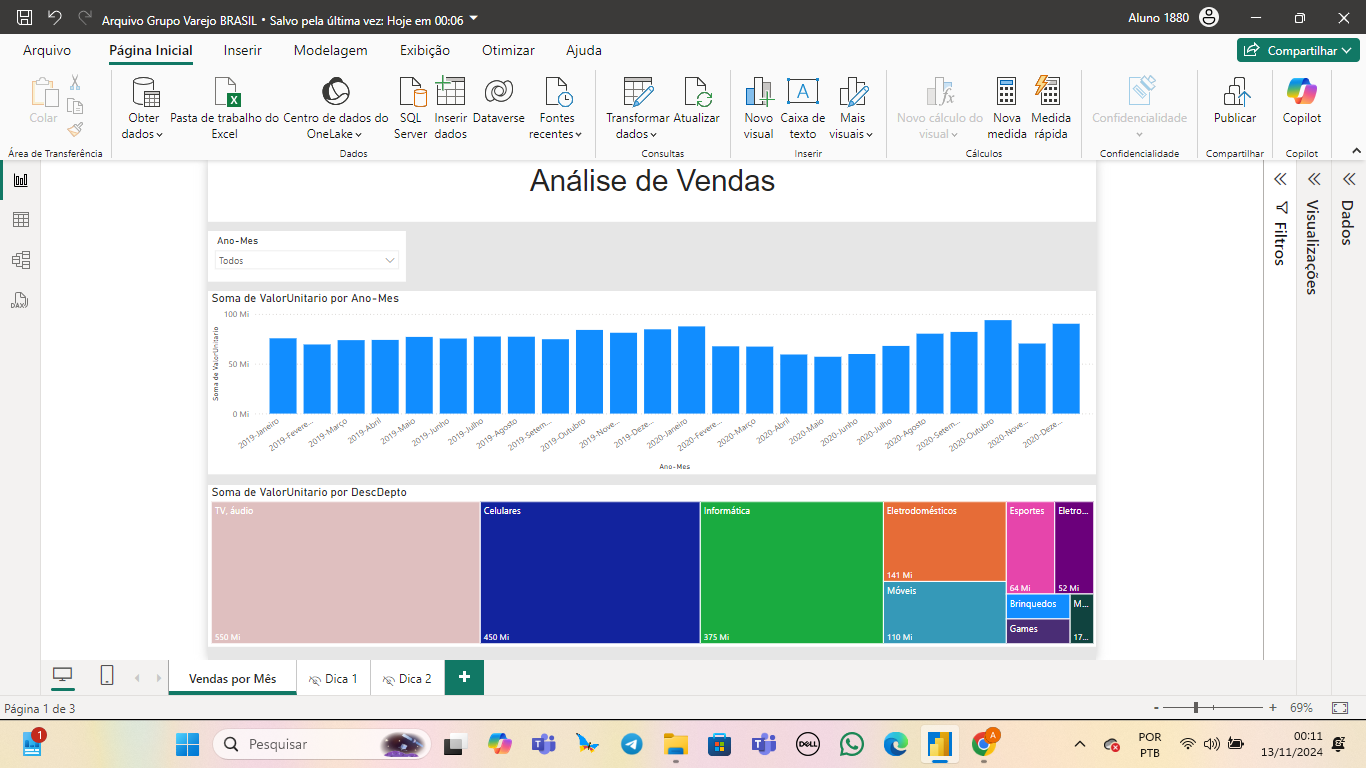 Arquivo Grupo Varejo BRASIL • Salvo pela última vez: Hoje em 00:06
Aluno 1880
Arquivo
Página Inicial
Inserir
Modelagem
Exibição
Otimizar
Ajuda
Compartilhar
Colar
Obter dados
Pasta de trabalho do Excel
Centro de dados do OneLake
SQL Server
Inserir dados
Dataverse
Fontes recentes
Transformar dados
Atualizar
Novo visual
Caixa de texto
Mais visuais
Novo cálculo do visual
Nova medida
Medida rápida
Confidencialidade
Publicar
Copilot
Área de Transferência
Dados
Consultas
Inserir
Cálculos
Confidencialidade
Compartilhar
Copilot
Análise de Vendas
Filtros
Visualizações
Dados
Ano-Mes
Todos
Soma de ValorUnitario por Ano-Mes
Soma de ValorUnitario
100 Mi
50 Mi
0 Mi
2019-Janeiro
2019-Fevere...
2019-Março
2019-Abril
2019-Maio
2019-Junho
2019-Julho
2019-Agosto
2019-Setem...
2019-Outubro
2019-Nove...
2019-Deze...
2020-Janeiro
2020-Fevere...
2020-Março
2020-Abril
2020-Maio
2020-Junho
2020-Julho
2020-Agosto
2020-Setem...
2020-Outubro
2020-Nove...
2020-Deze...
Ano-Mes
Soma de ValorUnitario por DescDepto
TV, áudio
550 Mi
Celulares
450 Mi
Informática
375 Mi
Eletrodomésticos
141 Mi
Móveis
110 Mi
Esportes
64 Mi
Eletro...
52 Mi
Brinquedos
Games
M...
17...
Vendas por Mês
Dica 1
Dica 2
Página 1 de 3
69%
1
Pesquisar
DELL
A
POR
PTB
00:11
13/11/2024
DAX